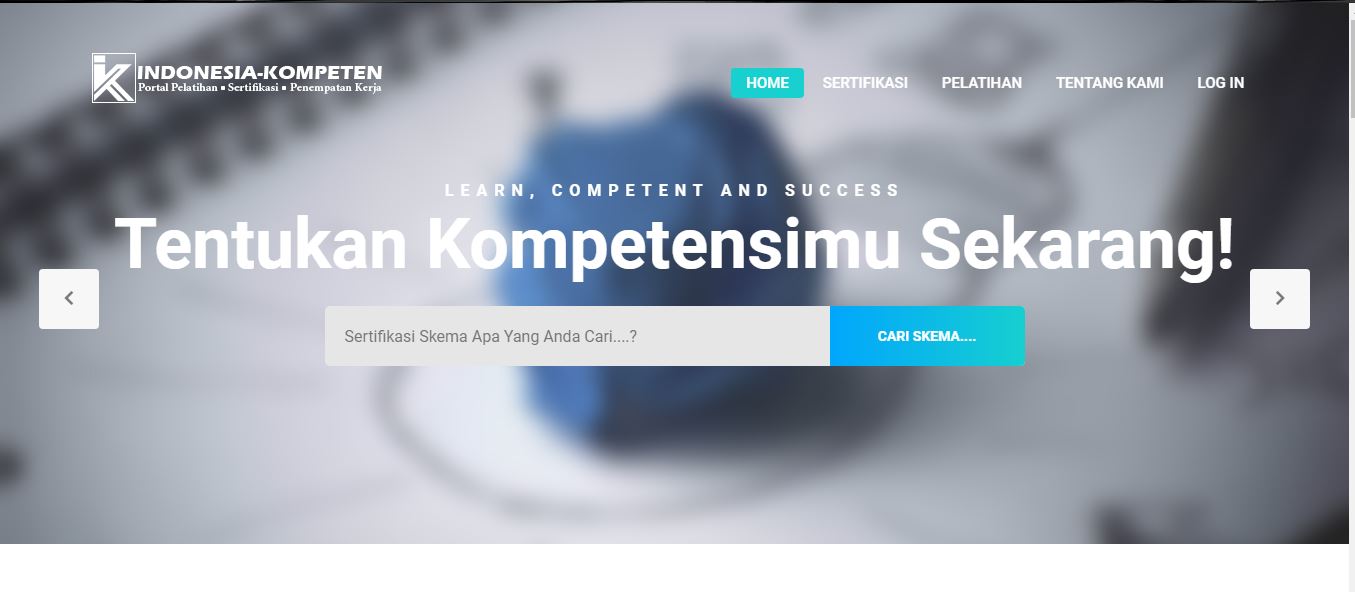 INDONESIA-KOMPETEN
Portal Pelatihan ▪ Sertifikasi ▪ Penempatan Kerja
HOME SERTIFIKASI PELATIHAN TENTANG KAMI LOG IN
LEARN, COMPETENT AND SUCCESS
Tentukan Kompetensimu Sekarang!
Sertifikasi Skema Apa Yang Anda Cari....? CARI SKEMA....